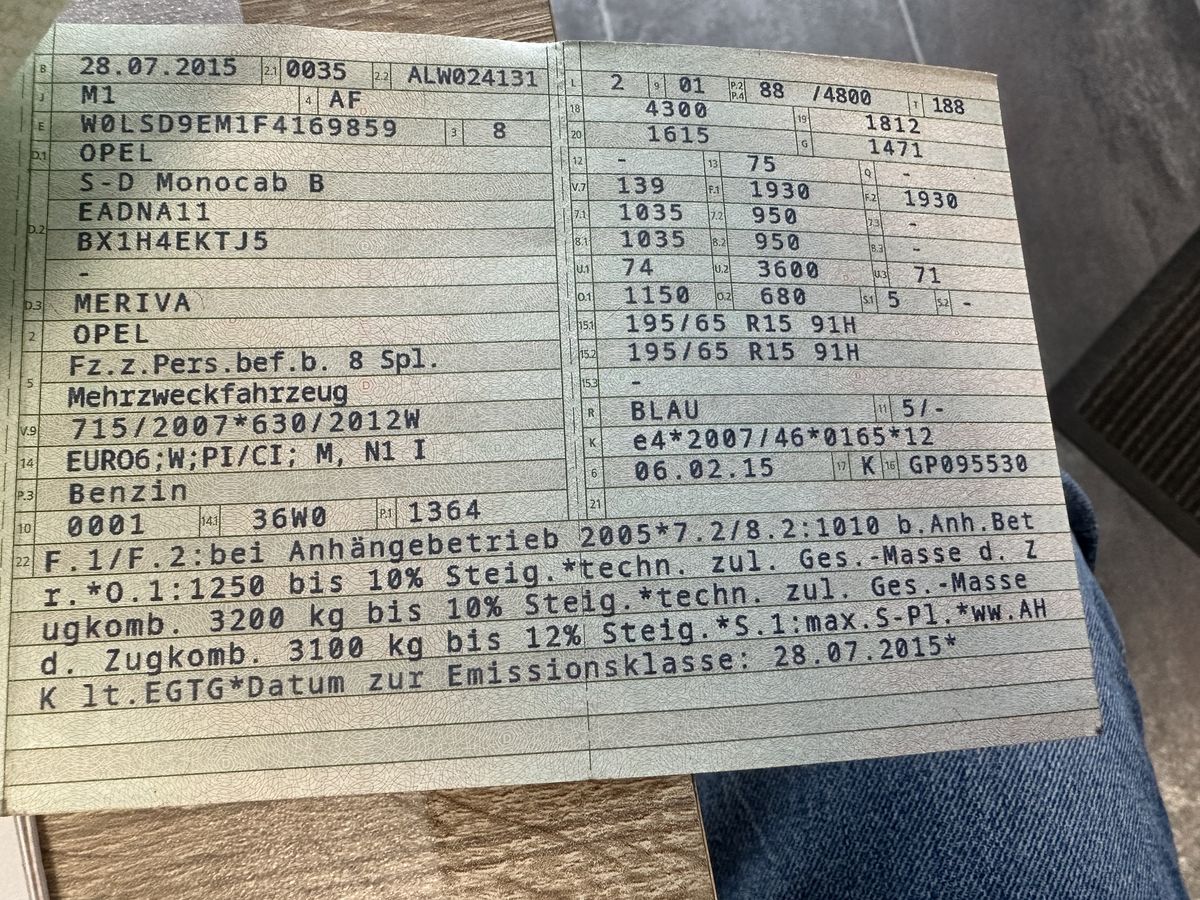 B 28.07.2015 2.1 0035 2.2 ALW024131
J M1 4 AF
E W0LSD9EM1F4169859 3 8
D.1 OPEL
D.2 S-D Monocab B
EADNA11
BX1H4EKTJ5
-
D.3 MERIVA
2 OPEL
5 Fz.z.Pers.bef.b. 8 Spl.
Mehrzweckfahrzeug
V.9 715/2007*630/2012W
14 EURO6;W;PI/CI; M, N1 I
P.3 Benzin
10 0001 14.1 36W0 P.1 1364
L 2 9 01 P.2 P.4 88 /4800 T 188
18 4300 19 1812
20 1615 G 1471
12 - 13 75 Q -
V.7 139 F.1 1930 F.2 1930
7.1 1035 7.2 950 7.3 -
8.1 1035 8.2 950 8.3 -
U.1 74 U.2 3600 U.3 71
O.1 1150 O.2 680 S.1 5 S.2 -
15.1 195/65 R15 91H
15.2 195/65 R15 91H
15.3 -
R BLAU 11 5/-
K e4*2007/46*0165*12
6 06.02.15 17 K 16 GP095530
21
22 F.1/F.2:bei Anhängebetrieb 2005*7.2/8.2:1010 b.Anh.Bet
r.*O.1:1250 bis 10% Steig.*techn. zul. Ges.-Masse d. Z
ugkomb. 3200 kg bis 10% Steig.*techn. zul. Ges.-Masse
d. Zugkomb. 3100 kg bis 12% Steig.*S.1:max.S-Pl.*ww.AH
K lt.EGTG*Datum zur Emissionsklasse: 28.07.2015*